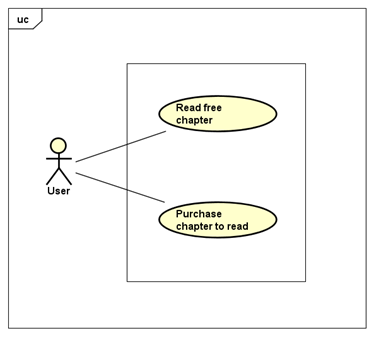 uc
Read free
chapter
User
Purchase
chapter to read